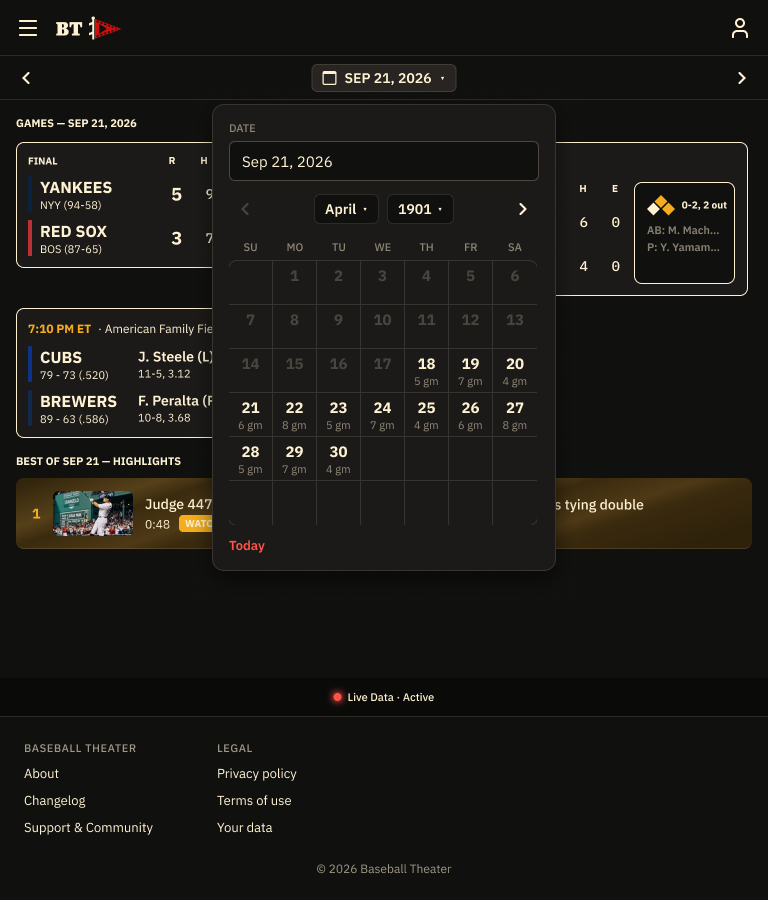 BT
SEP 21, 2026
GAMES — SEP 21, 2026
DATE
Sep 21, 2026
FINAL R H
YANKEES 5
NYY (94-58)
RED SOX 3 7
BOS (87-65)
H E
6 0
4 0
0-2, 2 out
AB: M. Mach...
P: Y. Yamam...
April 1901
SU MO TU WE TH FR SA
1 2 3 4 5 6
7 8 9 10 11 12 13
14 15 16 17 18 19 20
5 gm 7 gm 4 gm
21 22 23 24 25 26 27
6 gm 8 gm 5 gm 7 gm 4 gm 6 gm 8 gm
28 29 30
5 gm 7 gm 4 gm
Today
7:10 PM ET · American Family Fie
CUBS J. Steele (L)
79 - 73 (.520) 11-5, 3.12
BREWERS F. Peralta
89 - 63 (.586) 10-8, 3.68
BEST OF SEP 21 — HIGHLIGHTS
1 Judge 447 s tying double
0:48 WATC
Live Data · Active
BASEBALL THEATER
About
Changelog
Support & Community
LEGAL
Privacy policy
Terms of use
Your data
© 2026 Baseball Theater